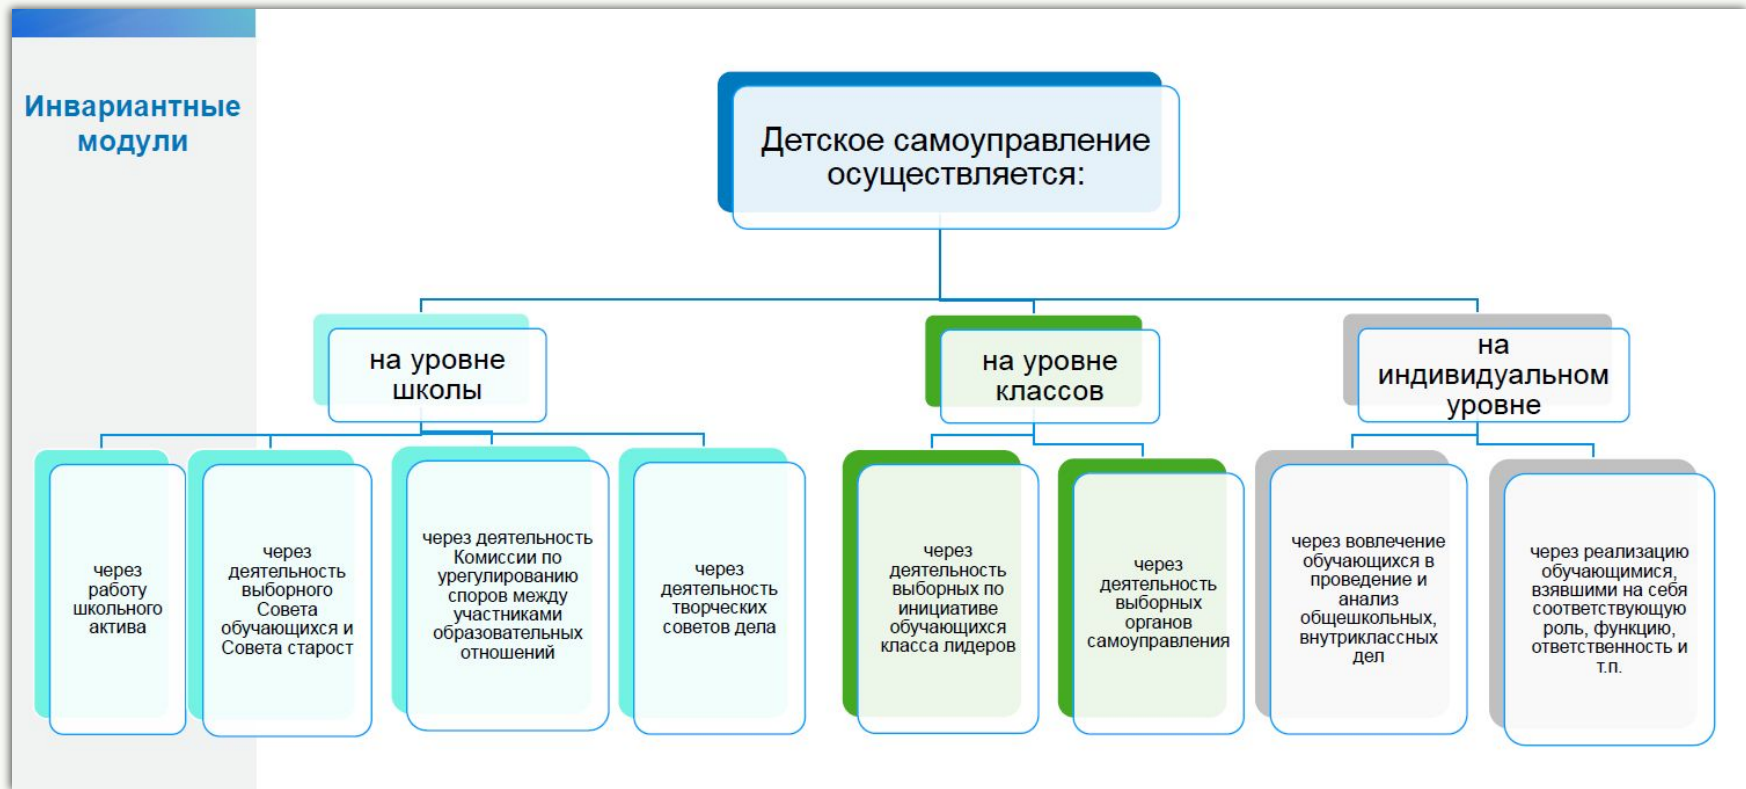 Инвариантные
модули
Детское самоуправление
осуществляется:
на уровне
школы
на уровне
классов
на
индивидуальном
уровне
через
работу
школьного
актива
через
деятельность
выборного
Совета
обучающихся и
Совета старост
через деятельность
Комиссии по
урегулированию
споров между
участниками
образовательных
отношений
через
деятельность
творческих
советов дела
через
деятельность
выборных по
инициативе
обучающихся
класса лидеров
через
деятельность
выборных
органов
самоуправления
через вовлечение
обучающихся в
проведение и
анализ
общешкольных,
внутриклассных
дел
через реализацию
обучающимися,
взявшими на себя
соответствующую
роль, функцию,
ответственность и
т.п.